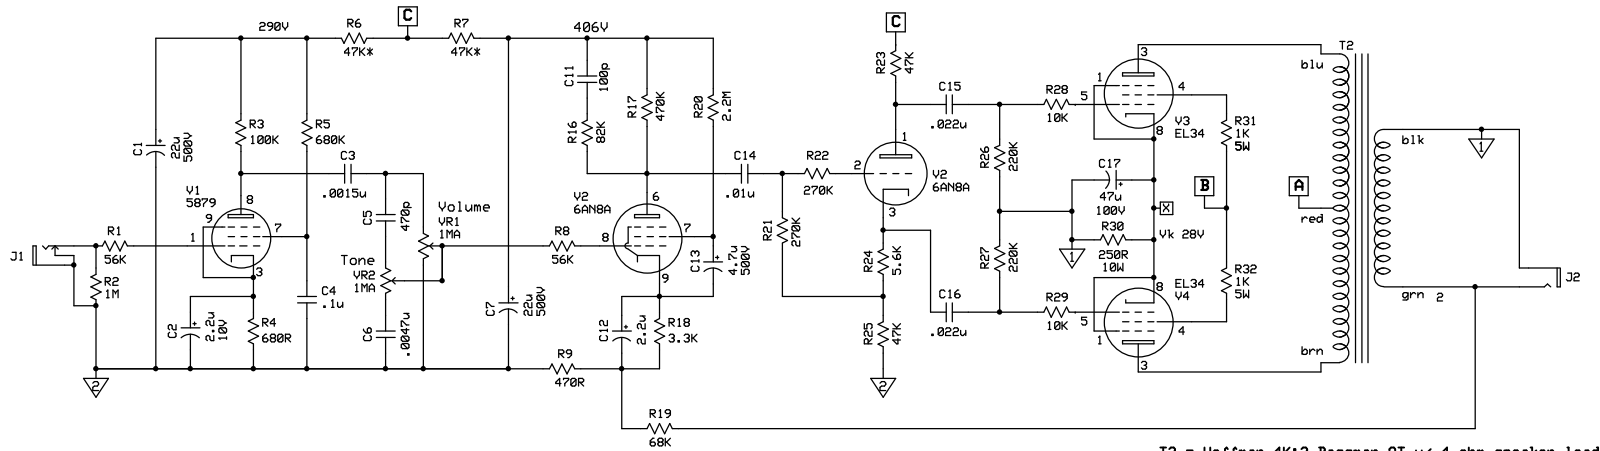 C
290V
R6
47K*
R7
47K*
406V
C
R23
47K
T2
blu
C11
100p
R17
470K
R20
2.2M
R16
82K
C1
22u
500V
R3
100K
R5
680K
C3
.0015u
C14
.01u
R22
270K
C15
.022u
R28
10K
1
5
3
4
8
V3
EL34
R31
1K
5W
R26
220K
C17
47u
100V
B
A
red
X
Vk 28V
R30
250R
10W
1
blk
1
V1
5879
8
9
1
7
3
C5
470p
Volume
VR1
1MA
Tone
VR2
1MA
R8
56K
V2
6AN8A
6
8
7
9
C13
4.7u
500V
R21
270K
2
1
3
V2
6AN8A
R24
5.6K
R27
220K
J1
R1
56K
R2
1M
C2
2.2u
10V
R4
680R
C4
.1u
C6
.0047u
C7
22u
500V
C12
2.2u
R18
3.3K
R9
470R
C16
.022u
R25
47K
R29
10K
EL34
V4
8
5
1
4
3
R32
1K
5W
brn
grn
2
J2
2
2
R19
68K